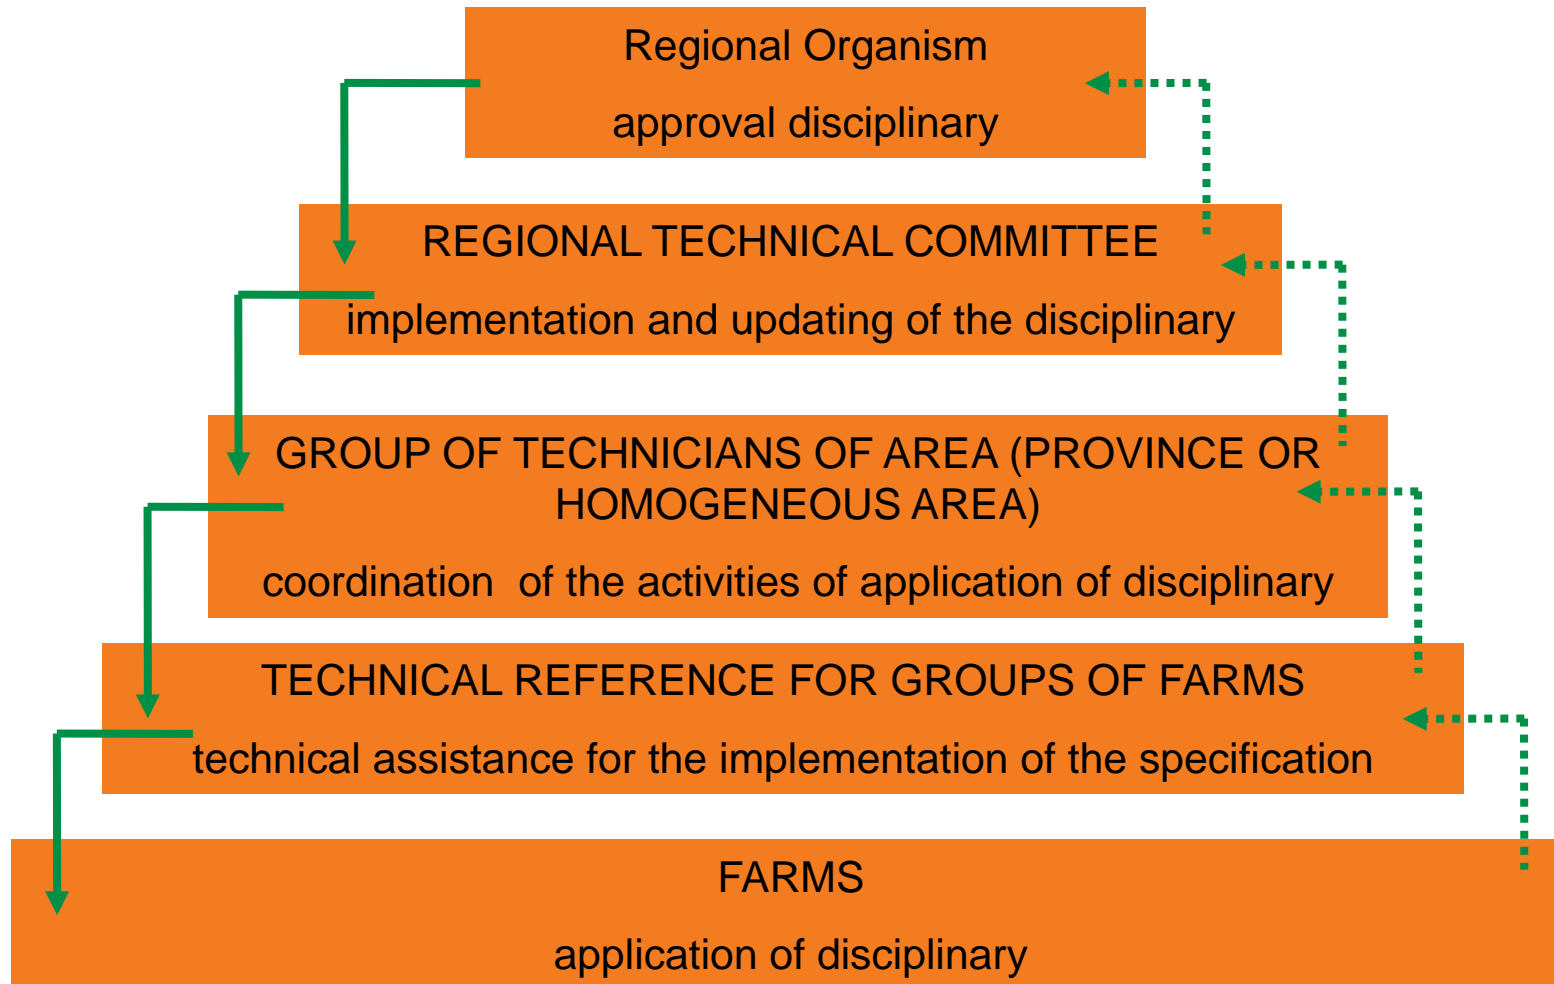 Regional Organism
approval disciplinary
REGIONAL TECHNICAL COMMITTEE
implementation and updating of the disciplinary
GROUP OF TECHNICIANS OF AREA (PROVINCE OR
HOMOGENEOUS AREA)
coordination  of the activities of application of disciplinary
TECHNICAL REFERENCE FOR GROUPS OF FARMS
technical assistance for the implementation of the specification
FARMS
application of disciplinary